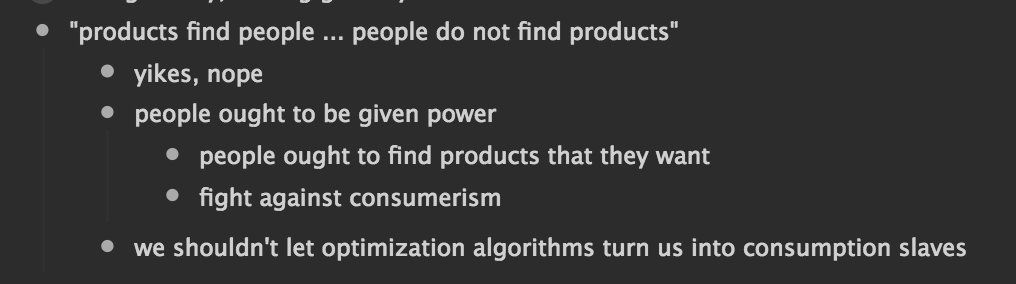 "products find people ... people do not find products"
yikes, nope
people ought to be given power
people ought to find products that they want
fight against consumerism
we shouldn't let optimization algorithms turn us into consumption slaves